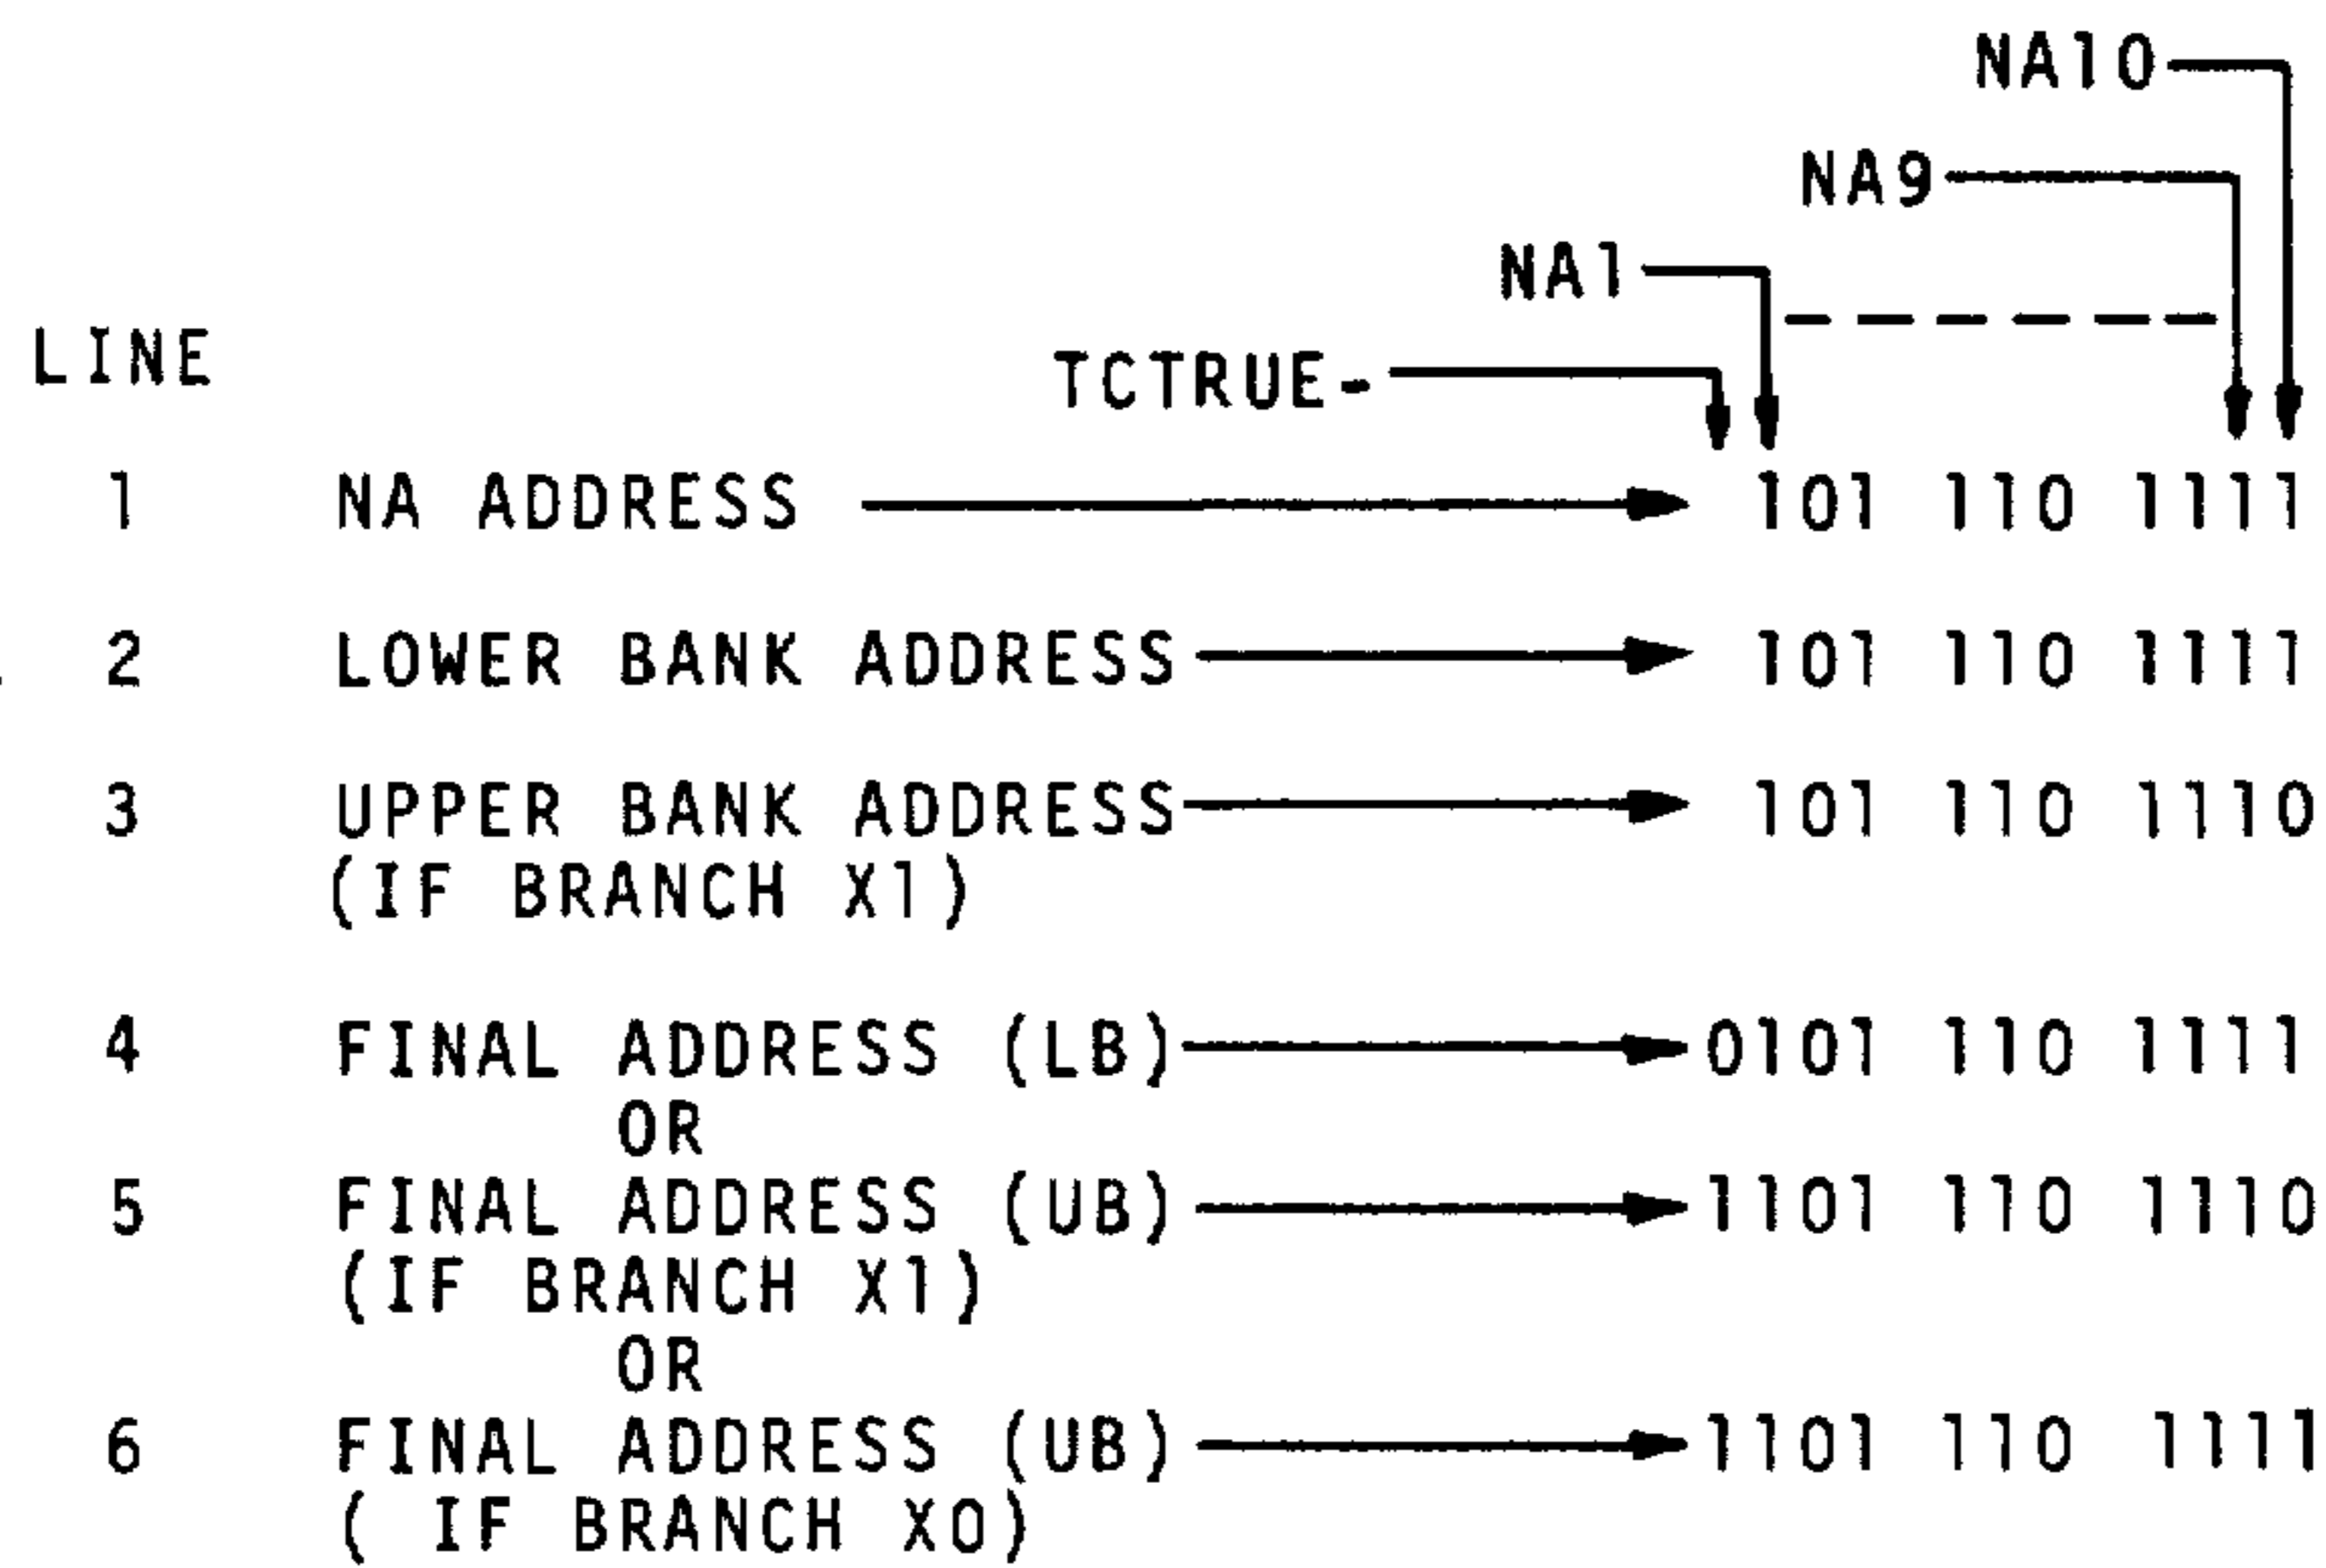 NA10
NA9
NA1
LINE TCTRUE-
1 NA ADDRESS 101 110 1111
2 LOWER BANK ADDRESS 101 110 1111
3 UPPER BANK ADDRESS 101 110 1110
(IF BRANCH X1)
4 FINAL ADDRESS (LB) 0101 110 1111
OR
5 FINAL ADDRESS (UB) 1101 110 1110
(IF BRANCH X1)
OR
6 FINAL ADDRESS (UB) 1101 110 1111
( IF BRANCH X0)